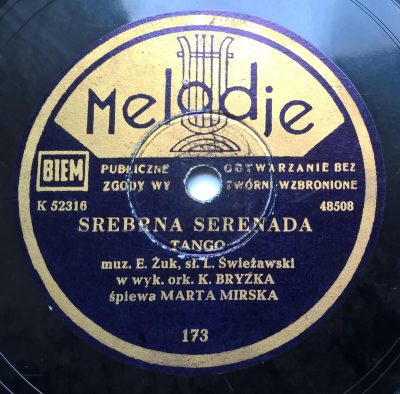 Melodje
BIEM
PUBLICZNE ODTWARZANIE BEZ
ZGODY WYTWÓRNI WZBRONIONE
K 52316 48508
SREBRNA SERENADA
TANGO
muz. E. Żuk, sł. L. Świeżawski
w wyk. ork. K. BRYZKA
śpiewa MARTA MIRSKA
173